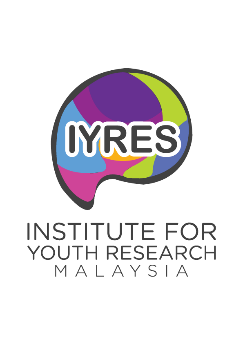 IYRES
INSTITUTE FOR
YOUTH RESEARCH
MALAYSIA